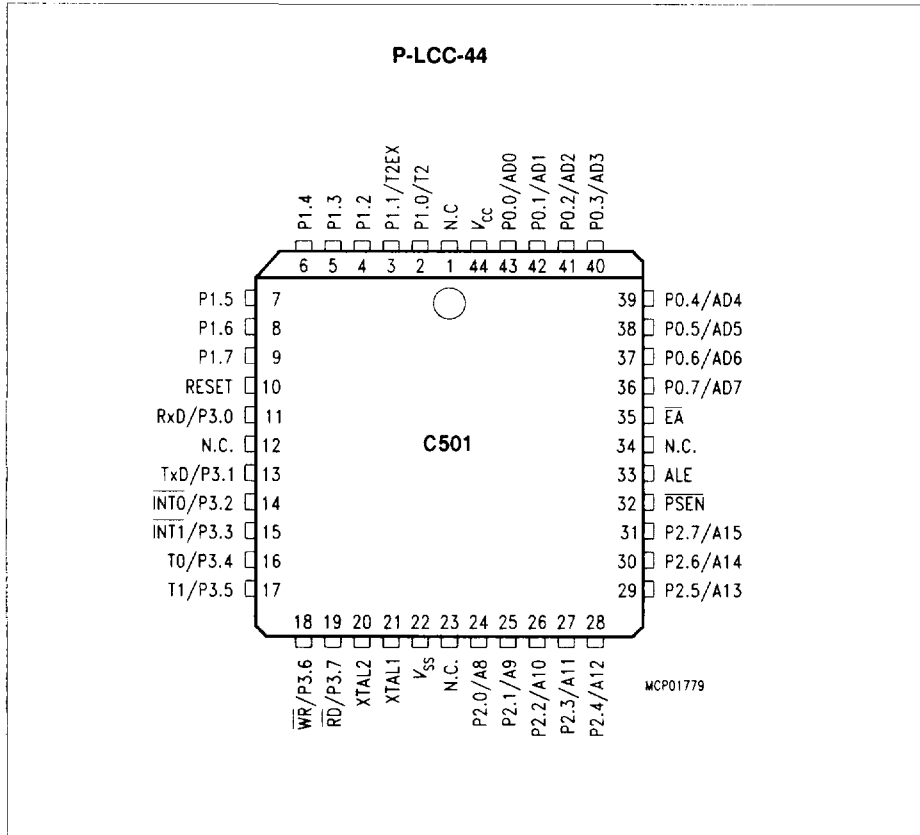 P-LCC-44
P1.4
P1.3
P1.2
P1.1/T2EX
P1.0/T2
N.C
VCC
P0.0/AD0
P0.1/AD1
P0.2/AD2
P0.3/AD3
6 5 4 3 2 1 44 43 42 41 40
P1.5 7
P1.6 8
P1.7 9
RESET 10
RxD/P3.0 11
N.C. 12
TxD/P3.1 13
INT0/P3.2 14
INT1/P3.3 15
T0/P3.4 16
T1/P3.5 17
C501
39 P0.4/AD4
38 P0.5/AD5
37 P0.6/AD6
36 P0.7/AD7
35 EA
34 N.C.
33 ALE
32 PSEN
31 P2.7/A15
30 P2.6/A14
29 P2.5/A13
18 19 20 21 22 23 24 25 26 27 28
WR/P3.6
RD/P3.7
XTAL2
XTAL1
VSS
N.C.
P2.0/A8
P2.1/A9
P2.2/A10
P2.3/A11
P2.4/A12
MCP01779